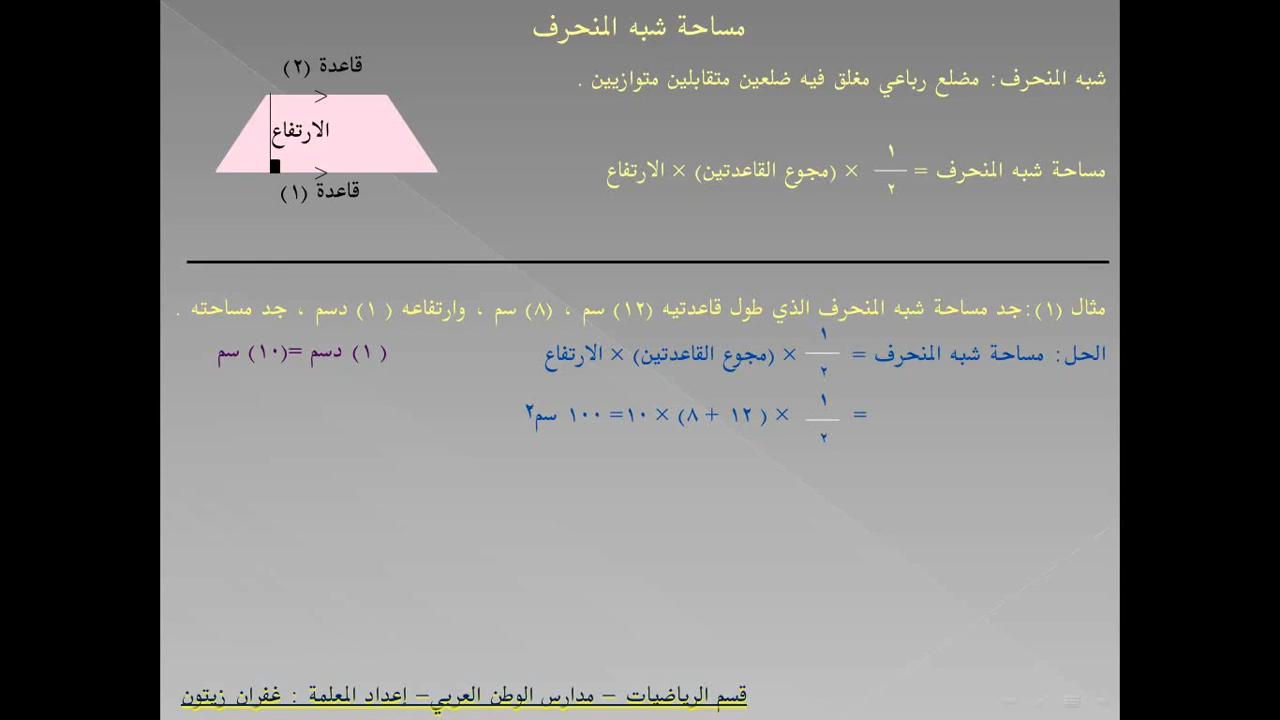 مساحة شبه المنحرف
شبه المنحرف: مضلع رباعي مغلق فيه ضلعين متقابلين متوازيين .
قاعدة (٢)
الارتفاع
قاعدة (١)
مساحة شبه المنحرف = ١/٢ × (مجوع القاعدتين) × الارتفاع
مثال (١):جد مساحة شبه المنحرف الذي طول قاعدتيه (١٢) سم ، (٨) سم ، وارتفاعه (١ ) دسم ، جد مساحته .
الحل: مساحة شبه المنحرف = ١/٢ × (مجوع القاعدتين) × الارتفاع
( ١) دسم =(١٠) سم
= ١/٢ × ( ١٢ + ٨) × ١٠= ١٠٠ سم٢
قسم الرياضيات – مدارس الوطن العربي– إعداد المعلمة : غفران زيتون